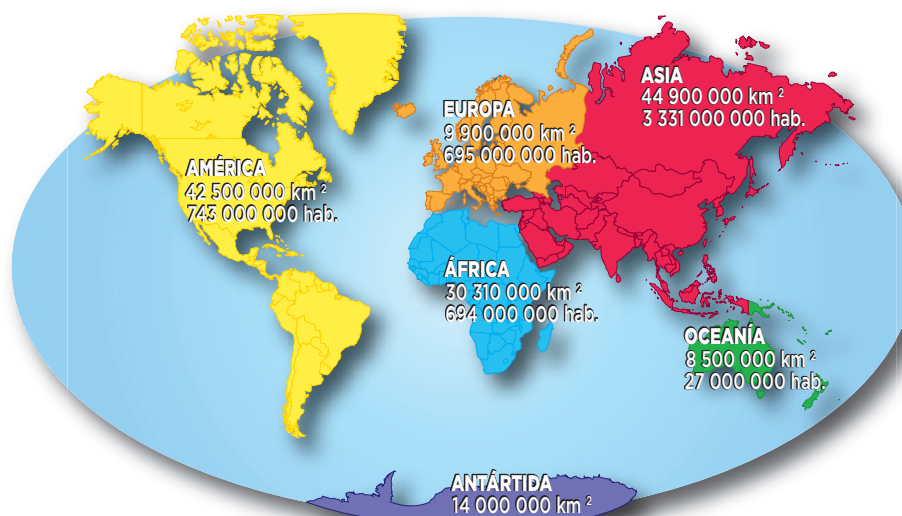 AMÉRICA
42 500 000 km ²
743 000 000 hab.
EUROPA
9 900 000 km ²
695 000 000 hab.
ASIA
44 900 000 km ²
3 331 000 000 hab.
ÁFRICA
30 310 000 km ²
694 000 000 hab.
OCEANÍA
8 500 000 km ²
27 000 000 hab.
ANTÁRTIDA
14 000 000 km ²